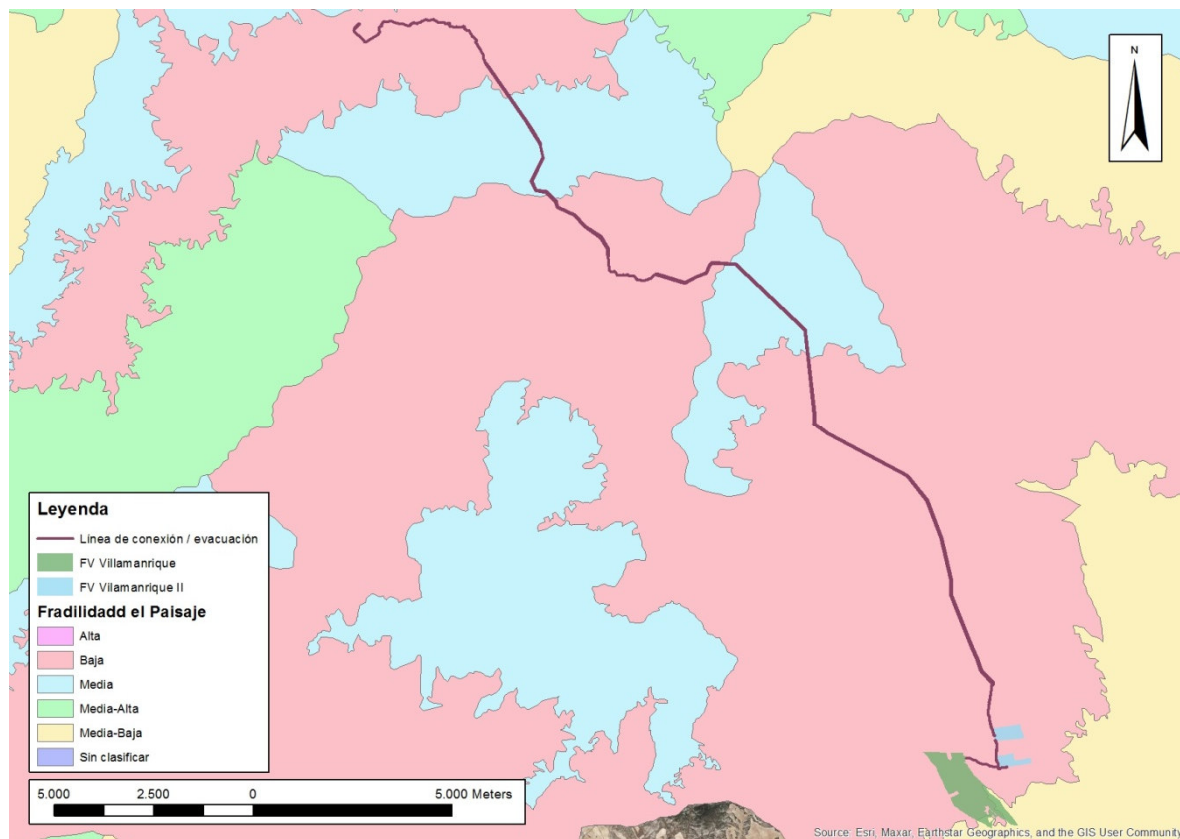 N
Leyenda
Línea de conexión / evacuación
FV Villamanrique
FV Vilamanrique II
Fradilidadd el Paisaje
Alta
Baja
Media
Media-Alta
Media-Baja
Sin clasificar
5.000 2.500 0 5.000 Meters
Source: Esri, Maxar, Earthstar Geographics, and the GIS User Community